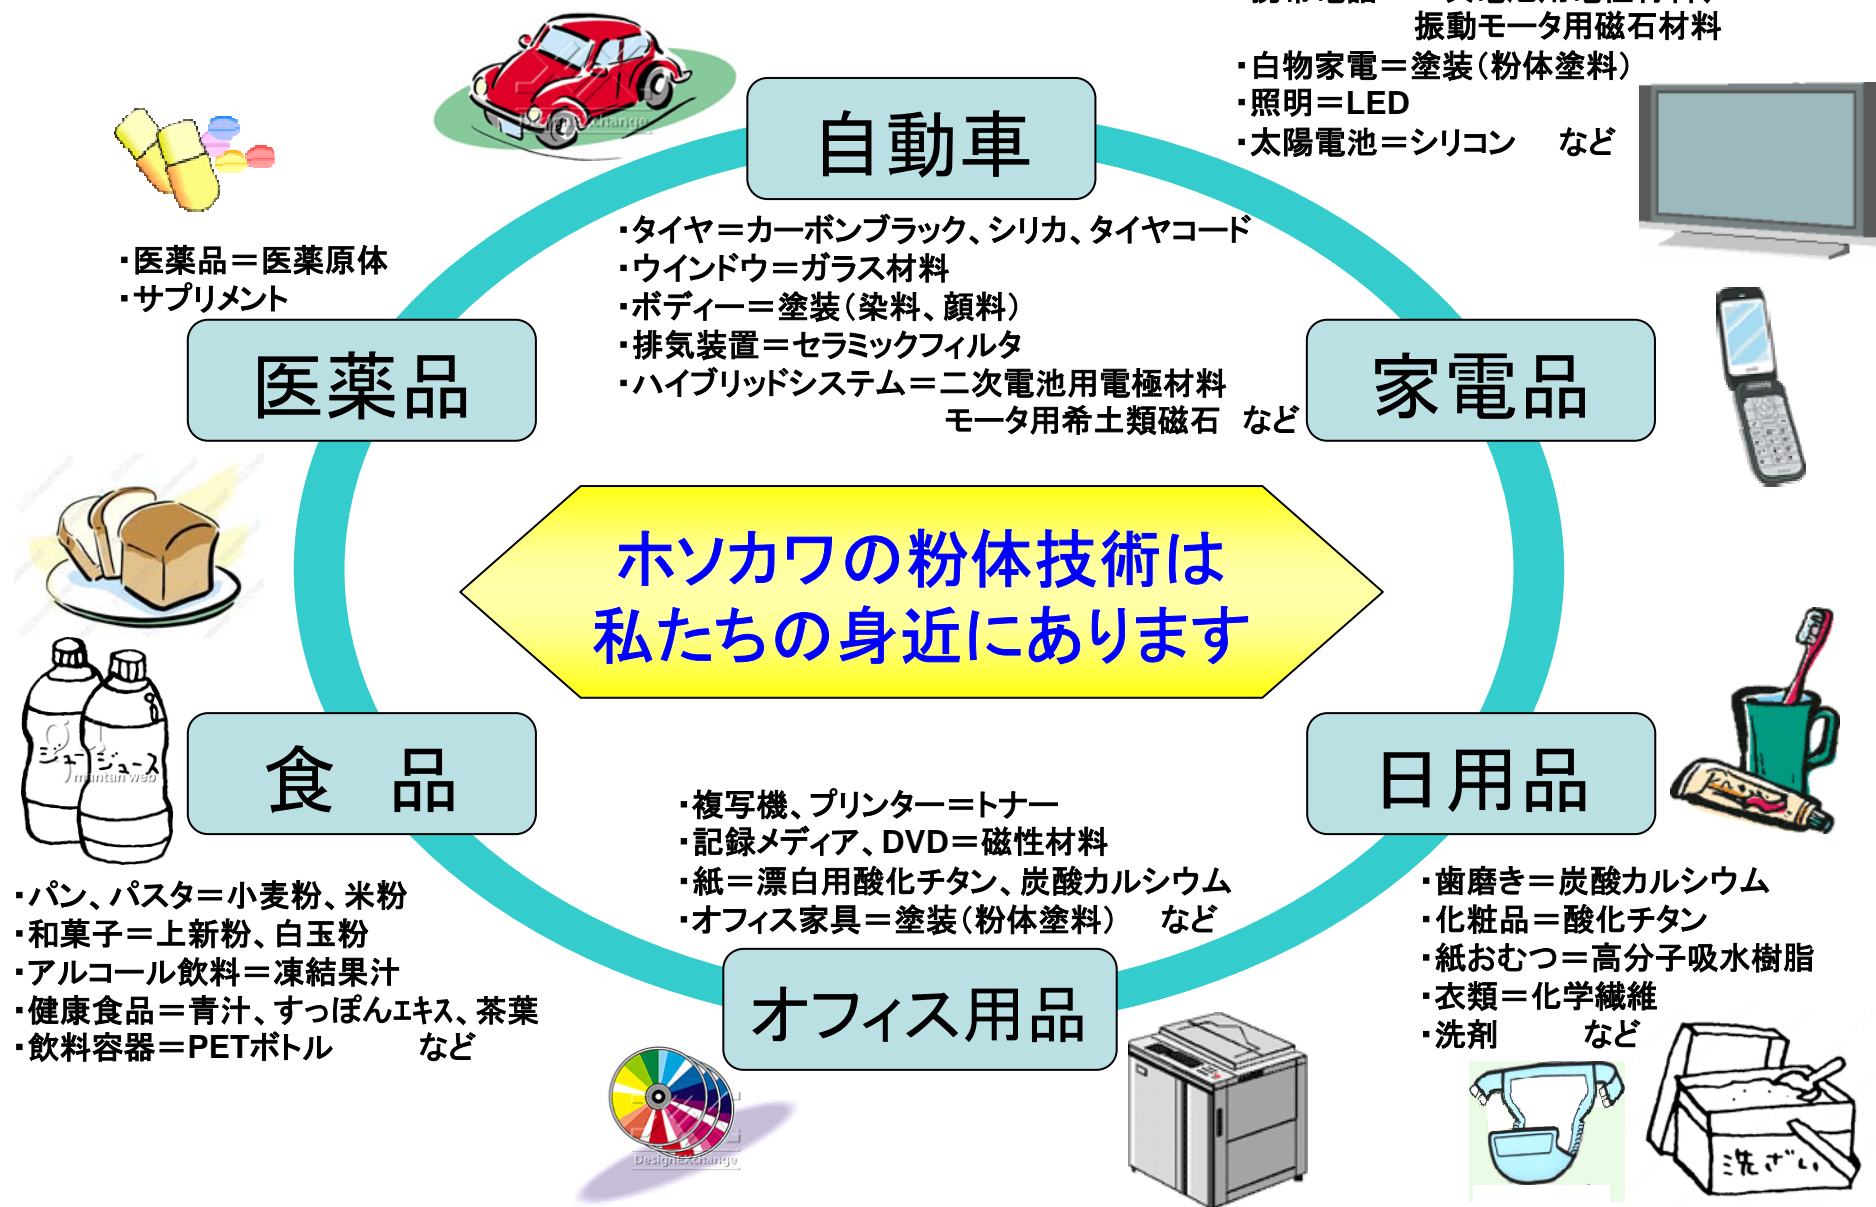 振動モータ用磁石材料
・白物家電＝塗装（粉体塗料）
・照明＝LED
・太陽電池＝シリコン　など
自動車
・タイヤ＝カーボンブラック、シリカ、タイヤコード
・ウインドウ＝ガラス材料
・ボディー＝塗装（染料、顔料）
・排気装置＝セラミックフィルタ
・ハイブリッドシステム＝二次電池用電極材料
モータ用希土類磁石　など
・医薬品＝医薬原体
・サプリメント
医薬品
家電品
ホソカワの粉体技術は
私たちの身近にあります
食　品
日用品
ジュース
mantan web
・複写機、プリンター＝トナー
・記録メディア、DVD＝磁性材料
・紙＝漂白用酸化チタン、炭酸カルシウム
・オフィス家具＝塗装（粉体塗料）　など
オフィス用品
・パン、パスタ＝小麦粉、米粉
・和菓子＝上新粉、白玉粉
・アルコール飲料＝凍結果汁
・健康食品＝青汁、すっぽんエキス、茶葉
・飲料容器＝PETボトル　など
・歯磨き＝炭酸カルシウム
・化粧品＝酸化チタン
・紙おむつ＝高分子吸水樹脂
・衣類＝化学繊維
・洗剤　など
DesignExchange
洗ざい